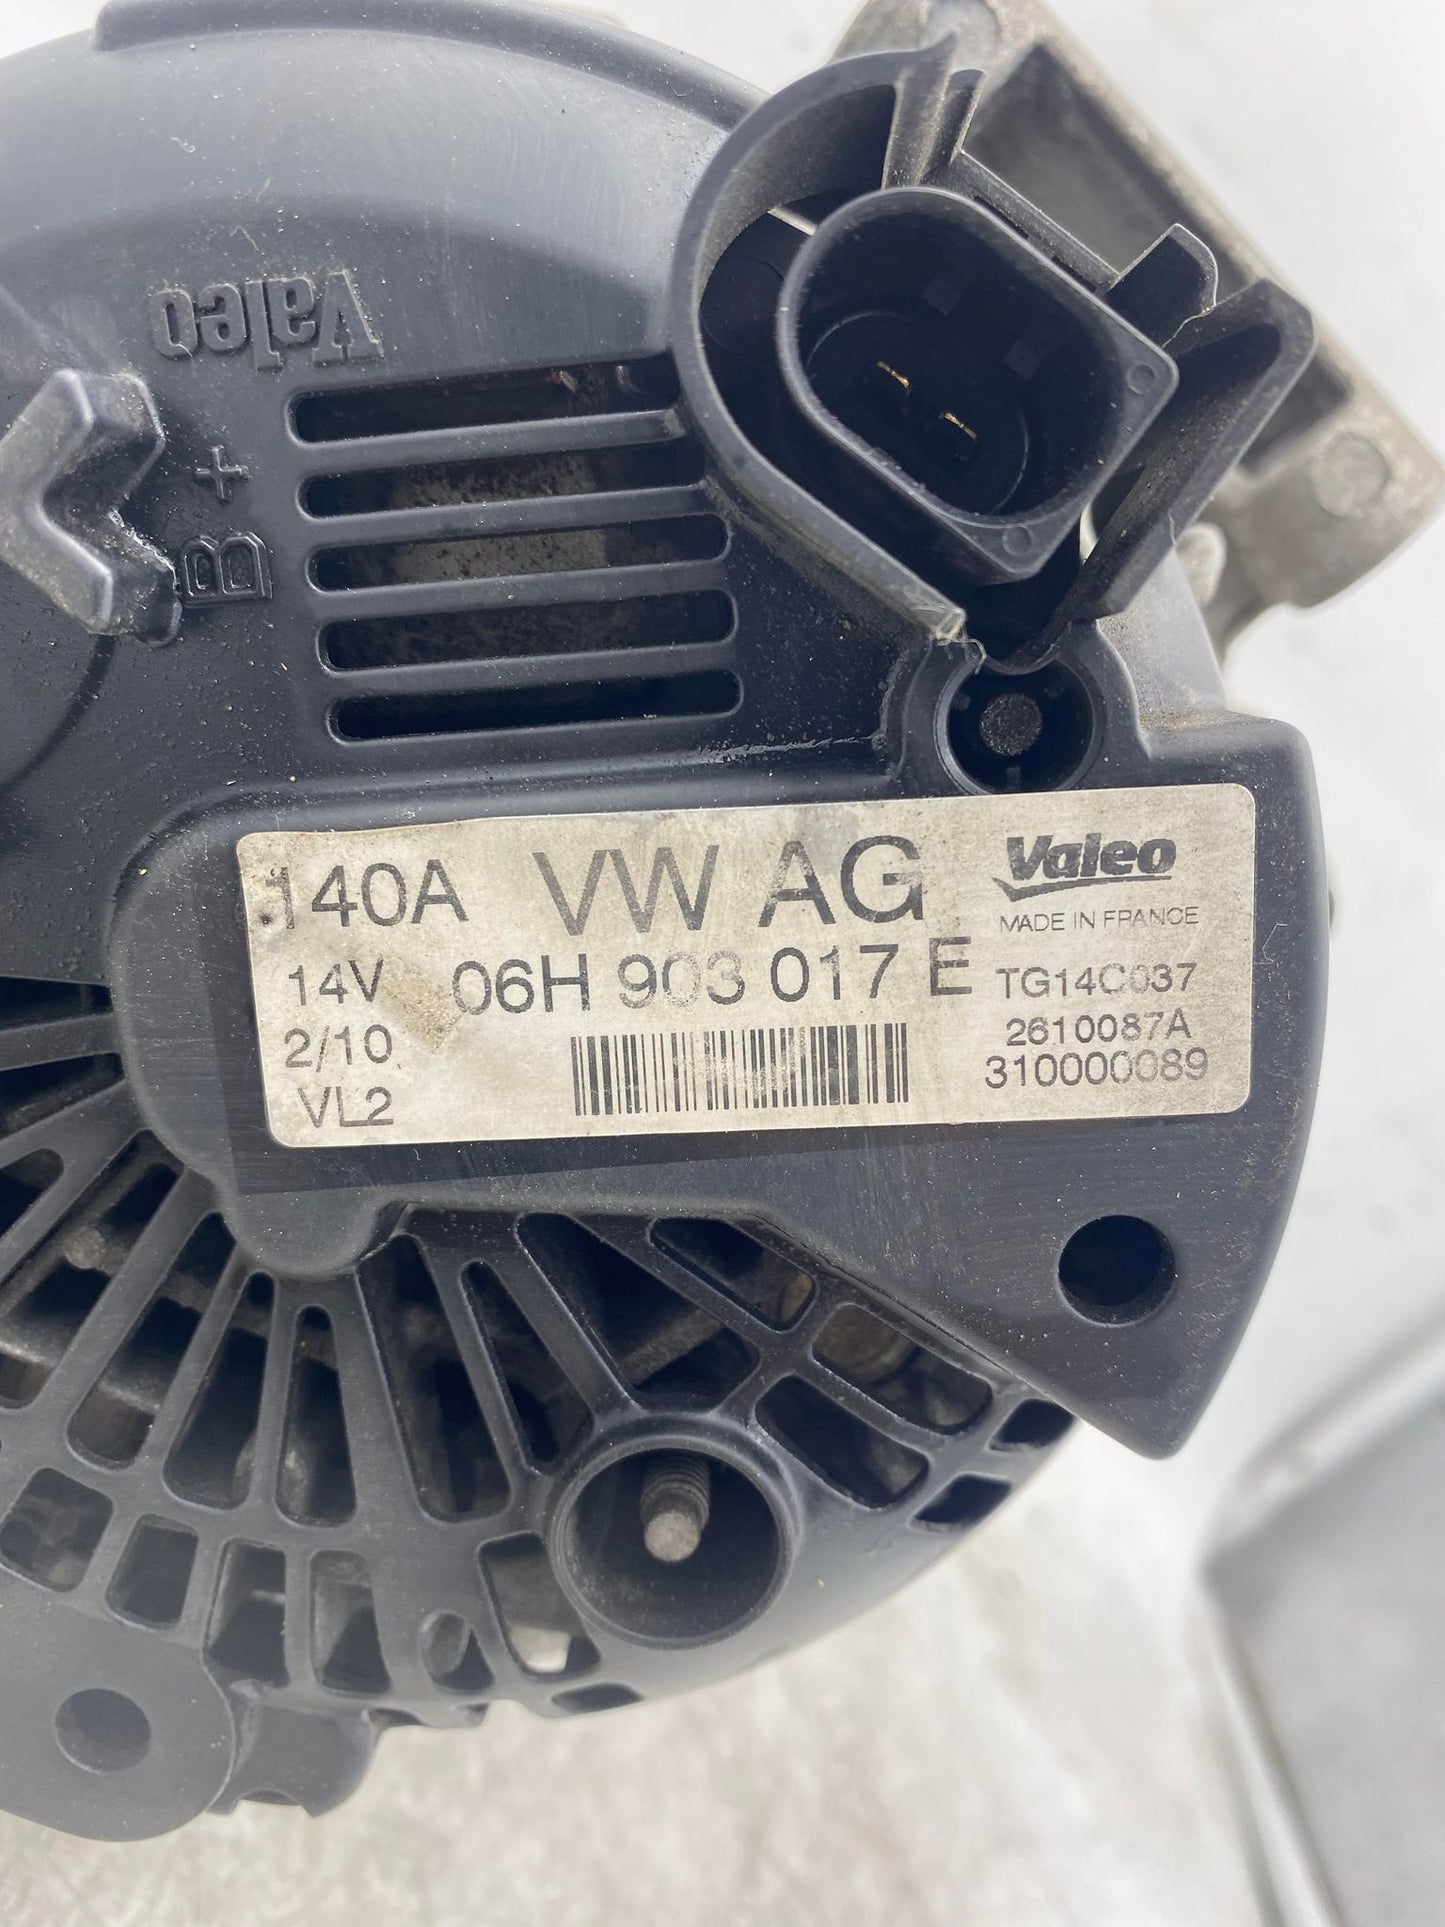 Valeo
B +
140A VW AG Valeo
MADE IN FRANCE
14V 06H 903 017 E TG14C037
2/10 2610087A
VL2 310000089